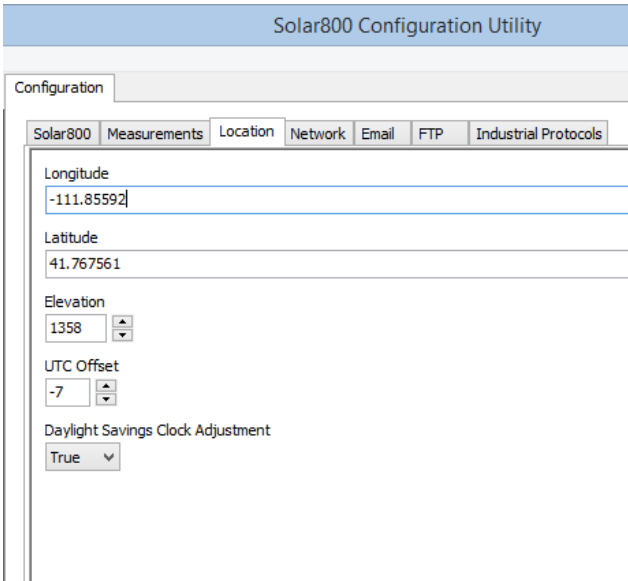 Solar800 Configuration Utility
Configuration
Solar800 Measurements Location Network Email FTP Industrial Protocols
Longitude
-111.85592
Latitude
41.767561
Elevation
1358
UTC Offset
-7
Daylight Savings Clock Adjustment
True